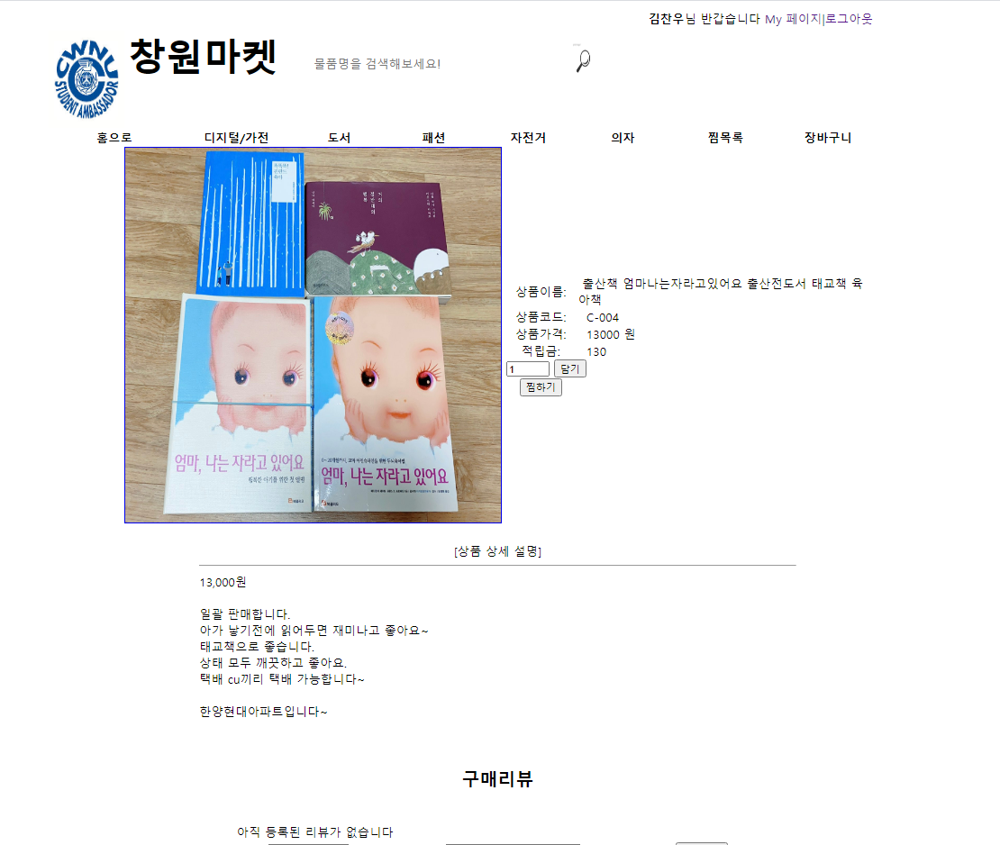 김찬우님 반갑습니다 My 페이지|로그아웃
CWNU
STUDENT AMBASSADOR
창원마켓
물품명을 검색해보세요!
홈으로 디지털/가전 도서 패션 자전거 의자 찜목록 장바구니
엄마, 나는 자라고 있어요
엄마, 나는 자라고 있어요
상품이름: 출산책 엄마나는자라고있어요 출산전도서 태교책 육
아책
상품코드: C-004
상품가격: 13000 원
적립금: 130
1 담기
찜하기
[상품 상세 설명]
13,000원
일괄 판매합니다.
아가 낳기전에 읽어두면 재미나고 좋아요~
태교책으로 좋습니다.
상태 모두 깨끗하고 좋아요.
택배 cu끼리 택배 가능합니다~
한양현대아파트입니다~
구매리뷰
아직 등록된 리뷰가 없습니다